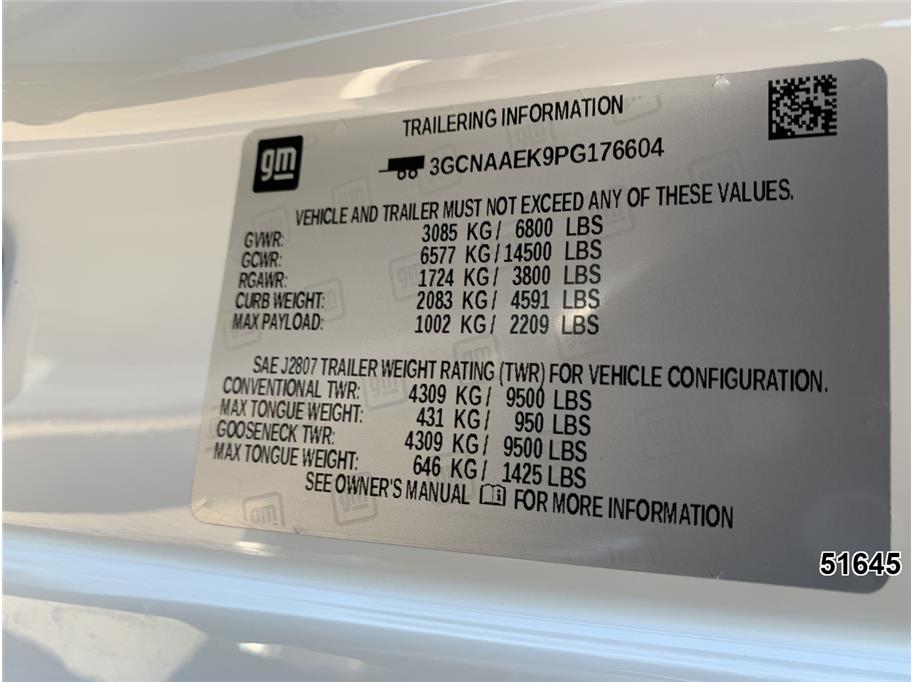 gm
TRAILERING INFORMATION
3GCNAAEK9PG176604
VEHICLE AND TRAILER MUST NOT EXCEED ANY OF THESE VALUES.
GVWR: 3085 KG/ 6800 LBS
GCWR: 6577 KG/14500 LBS
RGAWR: 1724 KG/ 3800 LBS
CURB WEIGHT: 2083 KG/ 4591 LBS
MAX PAYLOAD: 1002 KG/ 2209 LBS
SAE J2807 TRAILER WEIGHT RATING (TWR) FOR VEHICLE CONFIGURATION.
CONVENTIONAL TWR: 4309 KG/ 9500 LBS
MAX TONGUE WEIGHT: 431 KG/ 950 LBS
GOOSENECK TWR: 4309 KG/ 9500 LBS
MAX TONGUE WEIGHT: 646 KG/ 1425 LBS
SEE OWNER'S MANUAL FOR MORE INFORMATION
51645